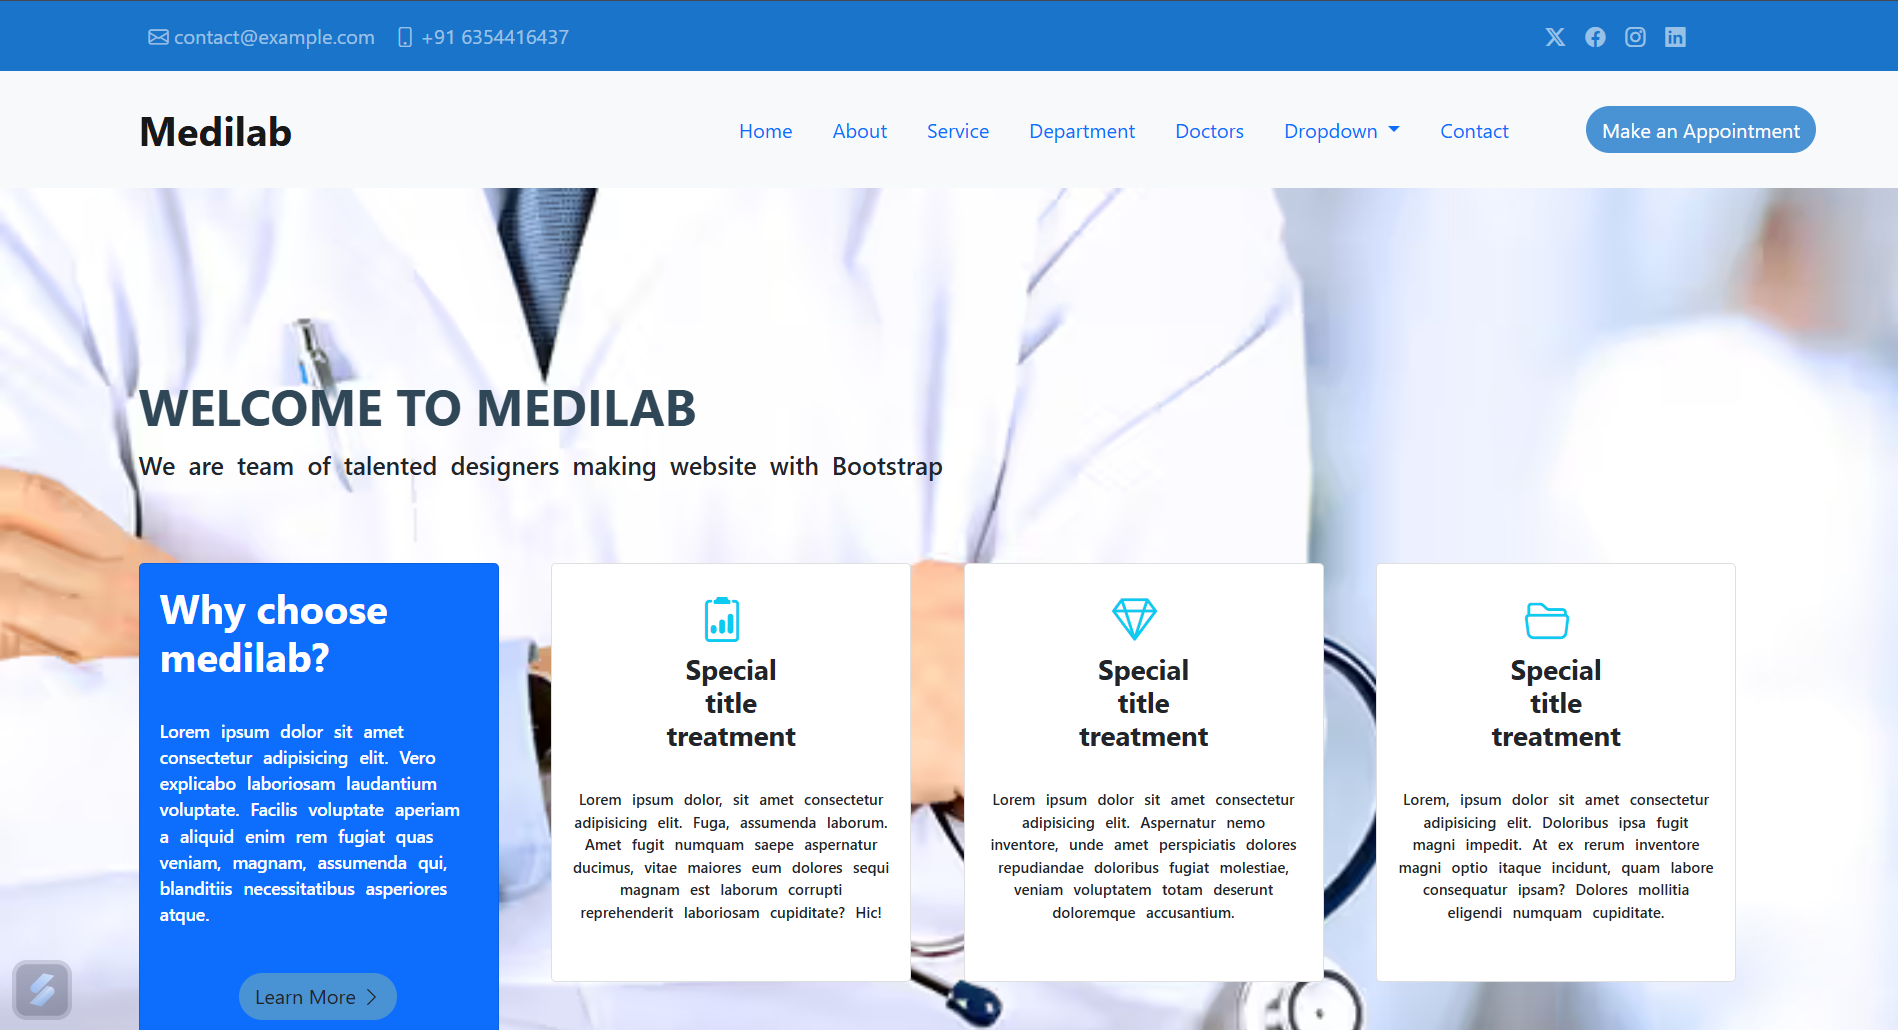 contact@example.com +91 6354416437
Medilab
Home About Service Department Doctors Dropdown Contact Make an Appointment
WELCOME TO MEDILAB
We are team of talented designers making website with Bootstrap
Why choose
medilab?
Lorem ipsum dolor sit amet
consectetur adipisicing elit. Vero
explicabo laboriosam laudantium
voluptate. Facilis voluptate aperiam
a aliquid enim rem fugiat quas
veniam, magnam, assumenda qui,
blanditiis necessitatibus asperiores
atque.
Learn More
Special
title
treatment
Lorem ipsum dolor, sit amet consectetur
adipisicing elit. Fuga, assumenda laborum.
Amet fugit numquam saepe aspernatur
ducimus, vitae maiores eum dolores sequi
magnam est laborum corrupti
reprehenderit laboriosam cupiditate? Hic!
Special
title
treatment
Lorem ipsum dolor sit amet consectetur
adipisicing elit. Aspernatur nemo
inventore, unde amet perspiciatis dolores
repudiandae doloribus fugiat molestiae,
veniam voluptatem totam deserunt
doloremque accusantium.
Special
title
treatment
Lorem, ipsum dolor sit amet consectetur
adipisicing elit. Doloribus ipsa fugit
magni impedit. At ex rerum inventore
magni optio itaque incidunt, quam labore
consequatur ipsam? Dolores mollitia
eligendi numquam cupiditate.